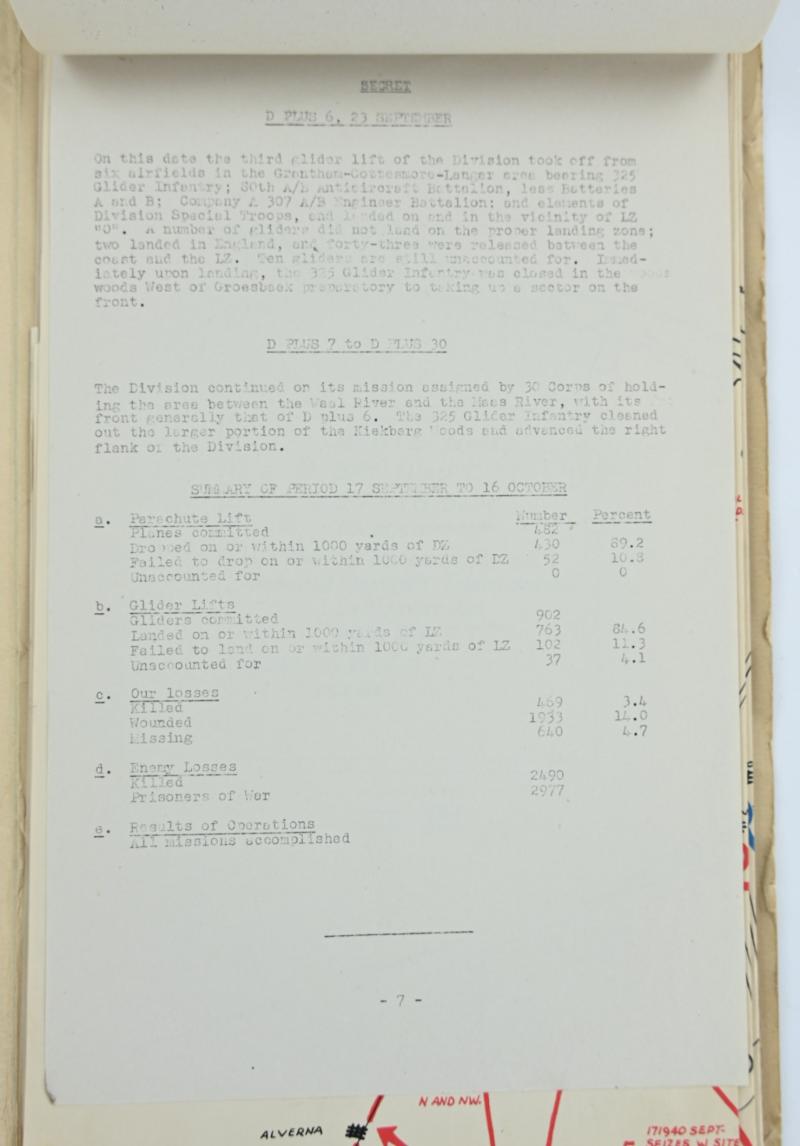 SECRET
D PLUS 6, 23 SEPTEMBER
On this date the third glider lift of the Division took off from
six airfields in the Grantham-Cottesmore-Langar area bearing 325
Glider Infantry; 80th A/B Antiaircraft Battalion, less Batteries
A and B; Company A 307 A/B Engineer Battalion; and elements of
Division Special Troops, and landed on and in the vicinity of LZ
"O". A number of gliders did not land on the proper landing zone;
two landed in England, and forty-three were released between the
coast and the LZ. Ten gliders are still unaccounted for. Immed-
iately upon landing, the 325 Glider Infantry was closed in the
woods West of Groesbeek preparatory to taking up a sector on the
front.
D PLUS 7 to D PLUS 30
The Division continued on its mission assigned by 30 Corps of hold-
ing the area between the Waal River and the Maas River, with its
front generally that of D plus 6. The 325 Glider Infantry cleaned
out the larger portion of the Kiekberg Woods and advanced the right
flank of the Division.
SUMMARY OF PERIOD 17 SEPTEMBER TO 16 OCTOBER
a. Parachute Lift Number Percent
Planes committed 482
Dropped on or within 1000 yards of DZ 430 89.2
Failed to drop on or within 1000 yards of DZ 52 10.8
Unaccounted for 0 0
b. Glider Lifts
Gliders committed 902
Landed on or within 1000 yards of LZ 763 84.6
Failed to land on or within 1000 yards of LZ 102 11.3
Unaccounted for 37 4.1
c. Our losses
Killed 469 3.4
Wounded 1933 14.0
Missing 640 4.7
d. Enemy Losses
Killed 2490
Prisoners of War 2977
e. Results of Operations
All missions accomplished
- 7 -
N AND NW.
ALVERNA
171940 SEPT-
SEIZES W SITE